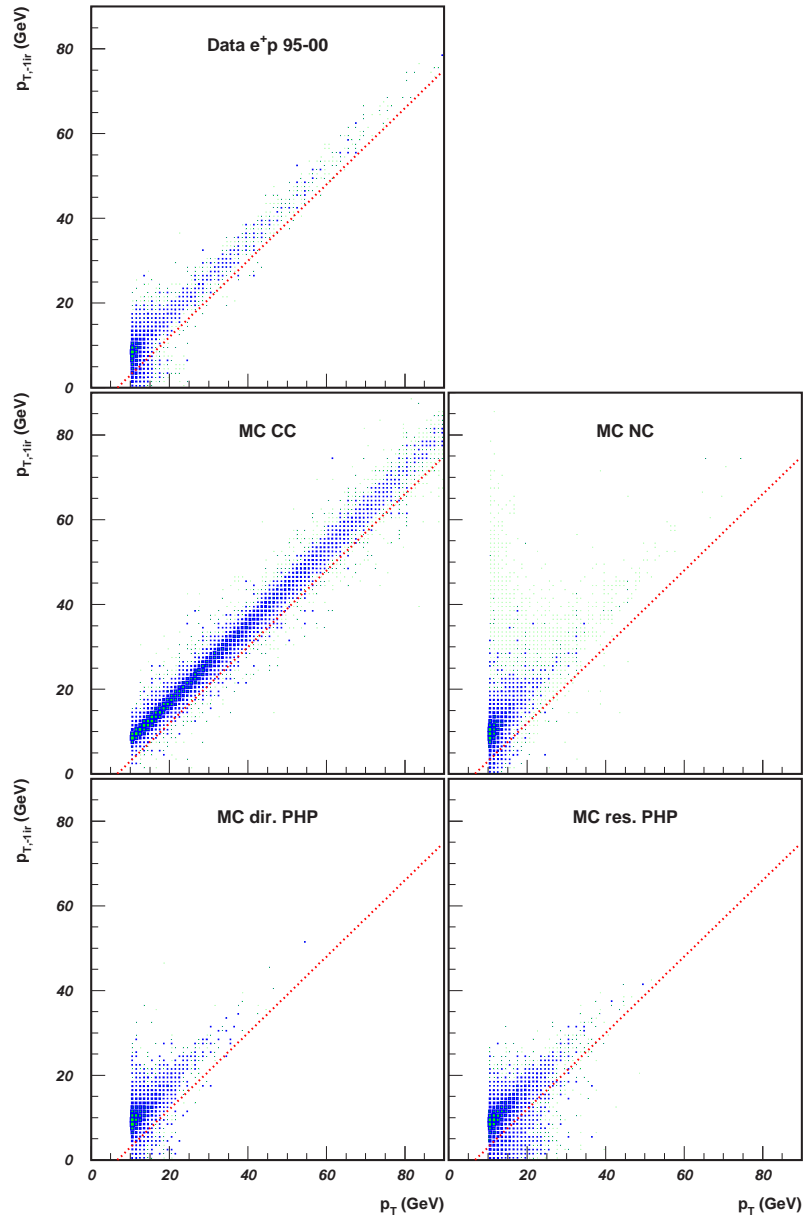 p_T,-1ir (GeV)
Data e⁺p 95-00
80
60
40
20
0
p_T,-1ir (GeV)
MC CC
MC NC
80
60
40
20
0
p_T,-1ir (GeV)
MC dir. PHP
MC res. PHP
80
60
40
20
0
0 20 40 60 80 0 20 40 60 80
p_T (GeV) p_T (GeV)